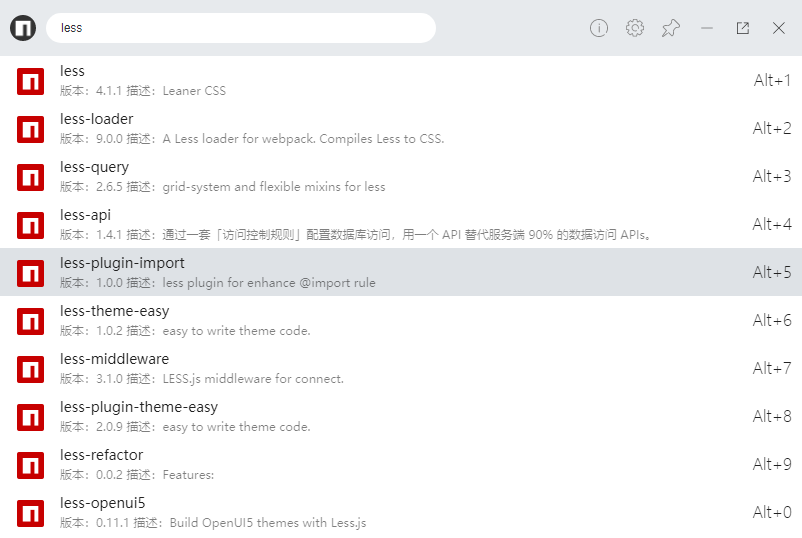 less
less
Alt+1
版本：4.1.1 描述：Leaner CSS
less-loader
Alt+2
版本：9.0.0 描述：A Less loader for webpack. Compiles Less to CSS.
less-query
Alt+3
版本：2.6.5 描述：grid-system and flexible mixins for less
less-api
Alt+4
版本：1.4.1 描述：通过一套「访问控制规则」配置数据库访问，用一个 API 替代服务端 90% 的数据访问 APIs。
less-plugin-import
Alt+5
版本：1.0.0 描述：less plugin for enhance @import rule
less-theme-easy
Alt+6
版本：1.0.2 描述：easy to write theme code.
less-middleware
Alt+7
版本：3.1.0 描述：LESS.js middleware for connect.
less-plugin-theme-easy
Alt+8
版本：2.0.9 描述：easy to write theme code.
less-refactor
Alt+9
版本：0.0.2 描述：Features:
less-openui5
Alt+0
版本：0.11.1 描述：Build OpenUI5 themes with Less.js